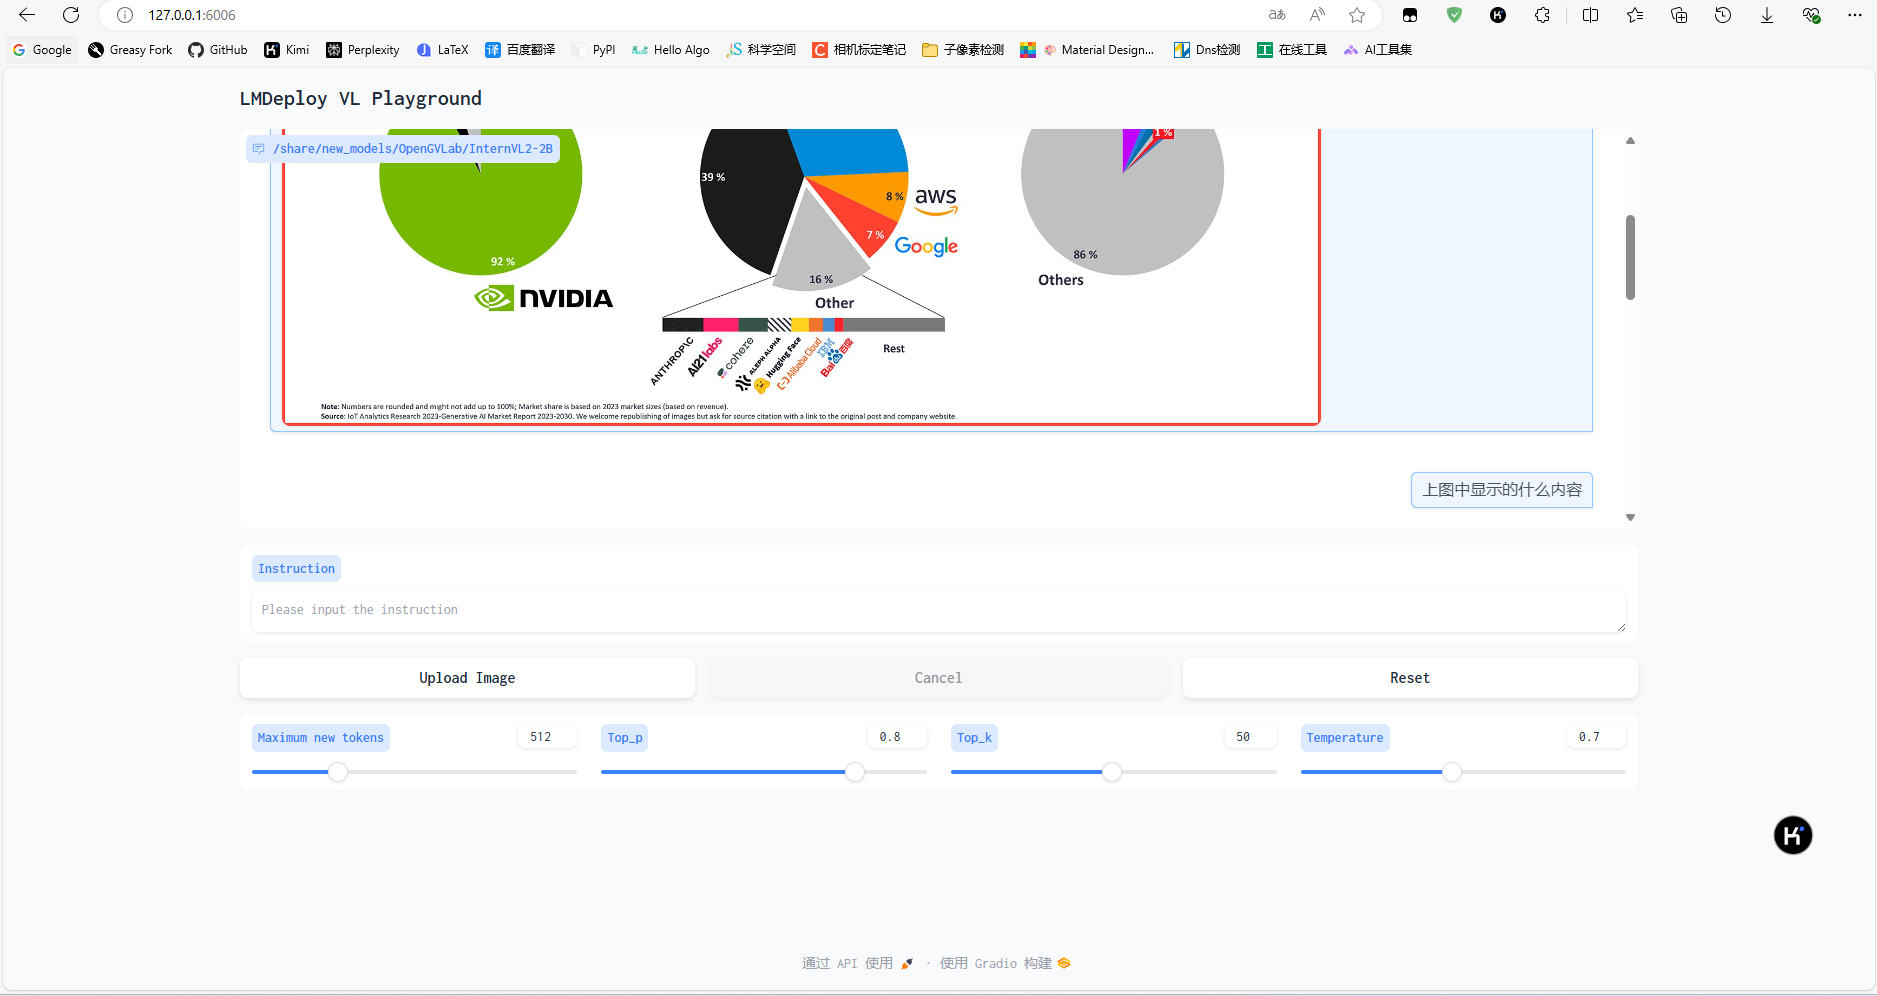 127.0.0.1:6006
Google
Greasy Fork
GitHub
Kimi
Perplexity
LaTeX
百度翻译
PyPI
Hello Algo
科学空间
相机标定笔记
子像素检测
Material Design...
Dns检测
在线工具
AI工具集
LMDeploy VL Playground
/share/new_models/OpenGVLab/InternVL2-2B
1 %
39 %
8 %
aws
7 %
Google
92 %
16 %
86 %
Others
NVIDIA
Other
ANTHROP\C
AI21labs
cohere
ALEPH ALPHA
Hugging Face
Alibaba Cloud
IBM
Bai百度
Rest
Note: Numbers are rounded and might not add up to 100%; Market share is based on 2023 market sizes (based on revenue).
Source: IoT Analytics Research 2023-Generative AI Market Report 2023-2030. We welcome republishing of images but ask for source citation with a link to the original post and company website.
上图中显示的什么内容
Instruction
Please input the instruction
Upload Image
Cancel
Reset
Maximum new tokens
512
Top_p
0.8
Top_k
50
Temperature
0.7
通过 API 使用 · 使用 Gradio 构建